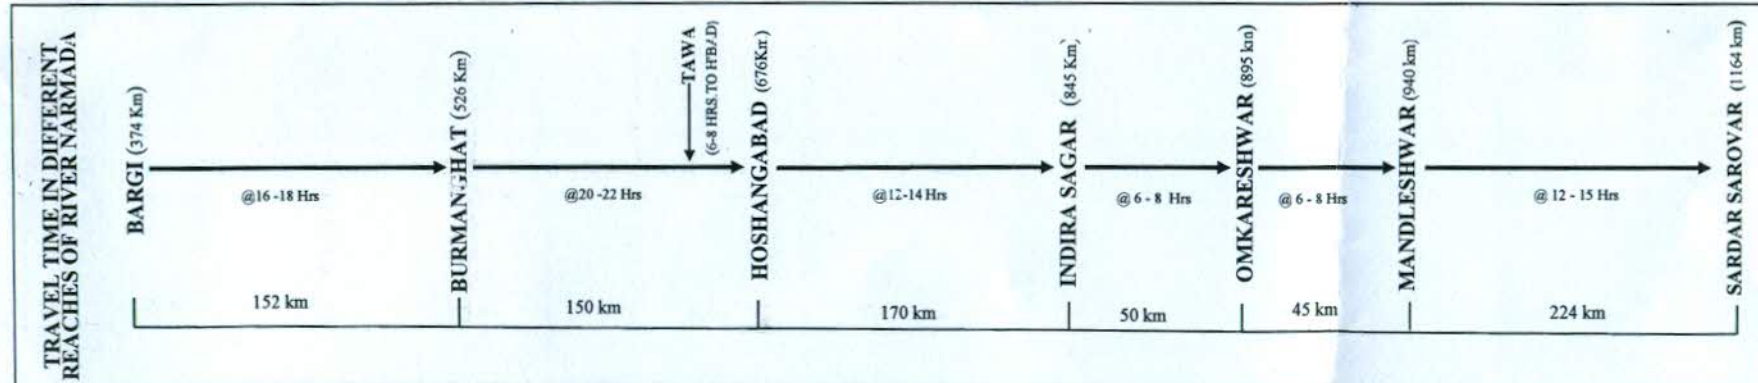 TRAVEL TIME IN DIFFERENT
REACHES OF RIVER NARMADA
BARGI (374 Km)
BURMANGHAT (526 Km)
TAWA
(6-8 HRS. TO H'BAD)
HOSHANGABAD (676Km)
INDIRA SAGAR (845 Km)
OMKARESHWAR (895 km)
MANDLESHWAR (940 km)
SARDAR SAROVAR (1164 km)
@16 -18 Hrs
@20 -22 Hrs
@12-14 Hrs
@ 6 - 8 Hrs
@ 6 - 8 Hrs
@ 12 - 15 Hrs
152 km
150 km
170 km
50 km
45 km
224 km